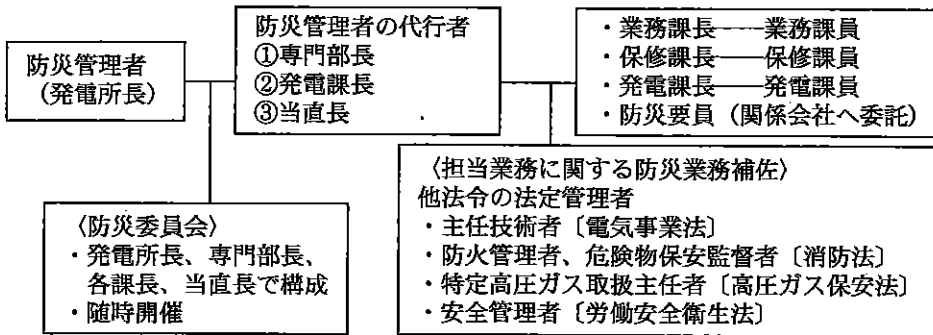 防災管理者
（発電所長）
防災管理者の代行者
①専門部長
②発電課長
③当直長
・業務課長――業務課員
・保修課長――保修課員
・発電課長――発電課員
・防災要員（関係会社へ委託）
〈防災委員会〉
・発電所長、専門部長、
各課長、当直長で構成
・随時開催
〈担当業務に関する防災業務補佐〉
他法令の法定管理者
・主任技術者〔電気事業法〕
・防火管理者、危険物保安監督者〔消防法〕
・特定高圧ガス取扱主任者〔高圧ガス保安法〕
・安全管理者〔労働安全衛生法〕